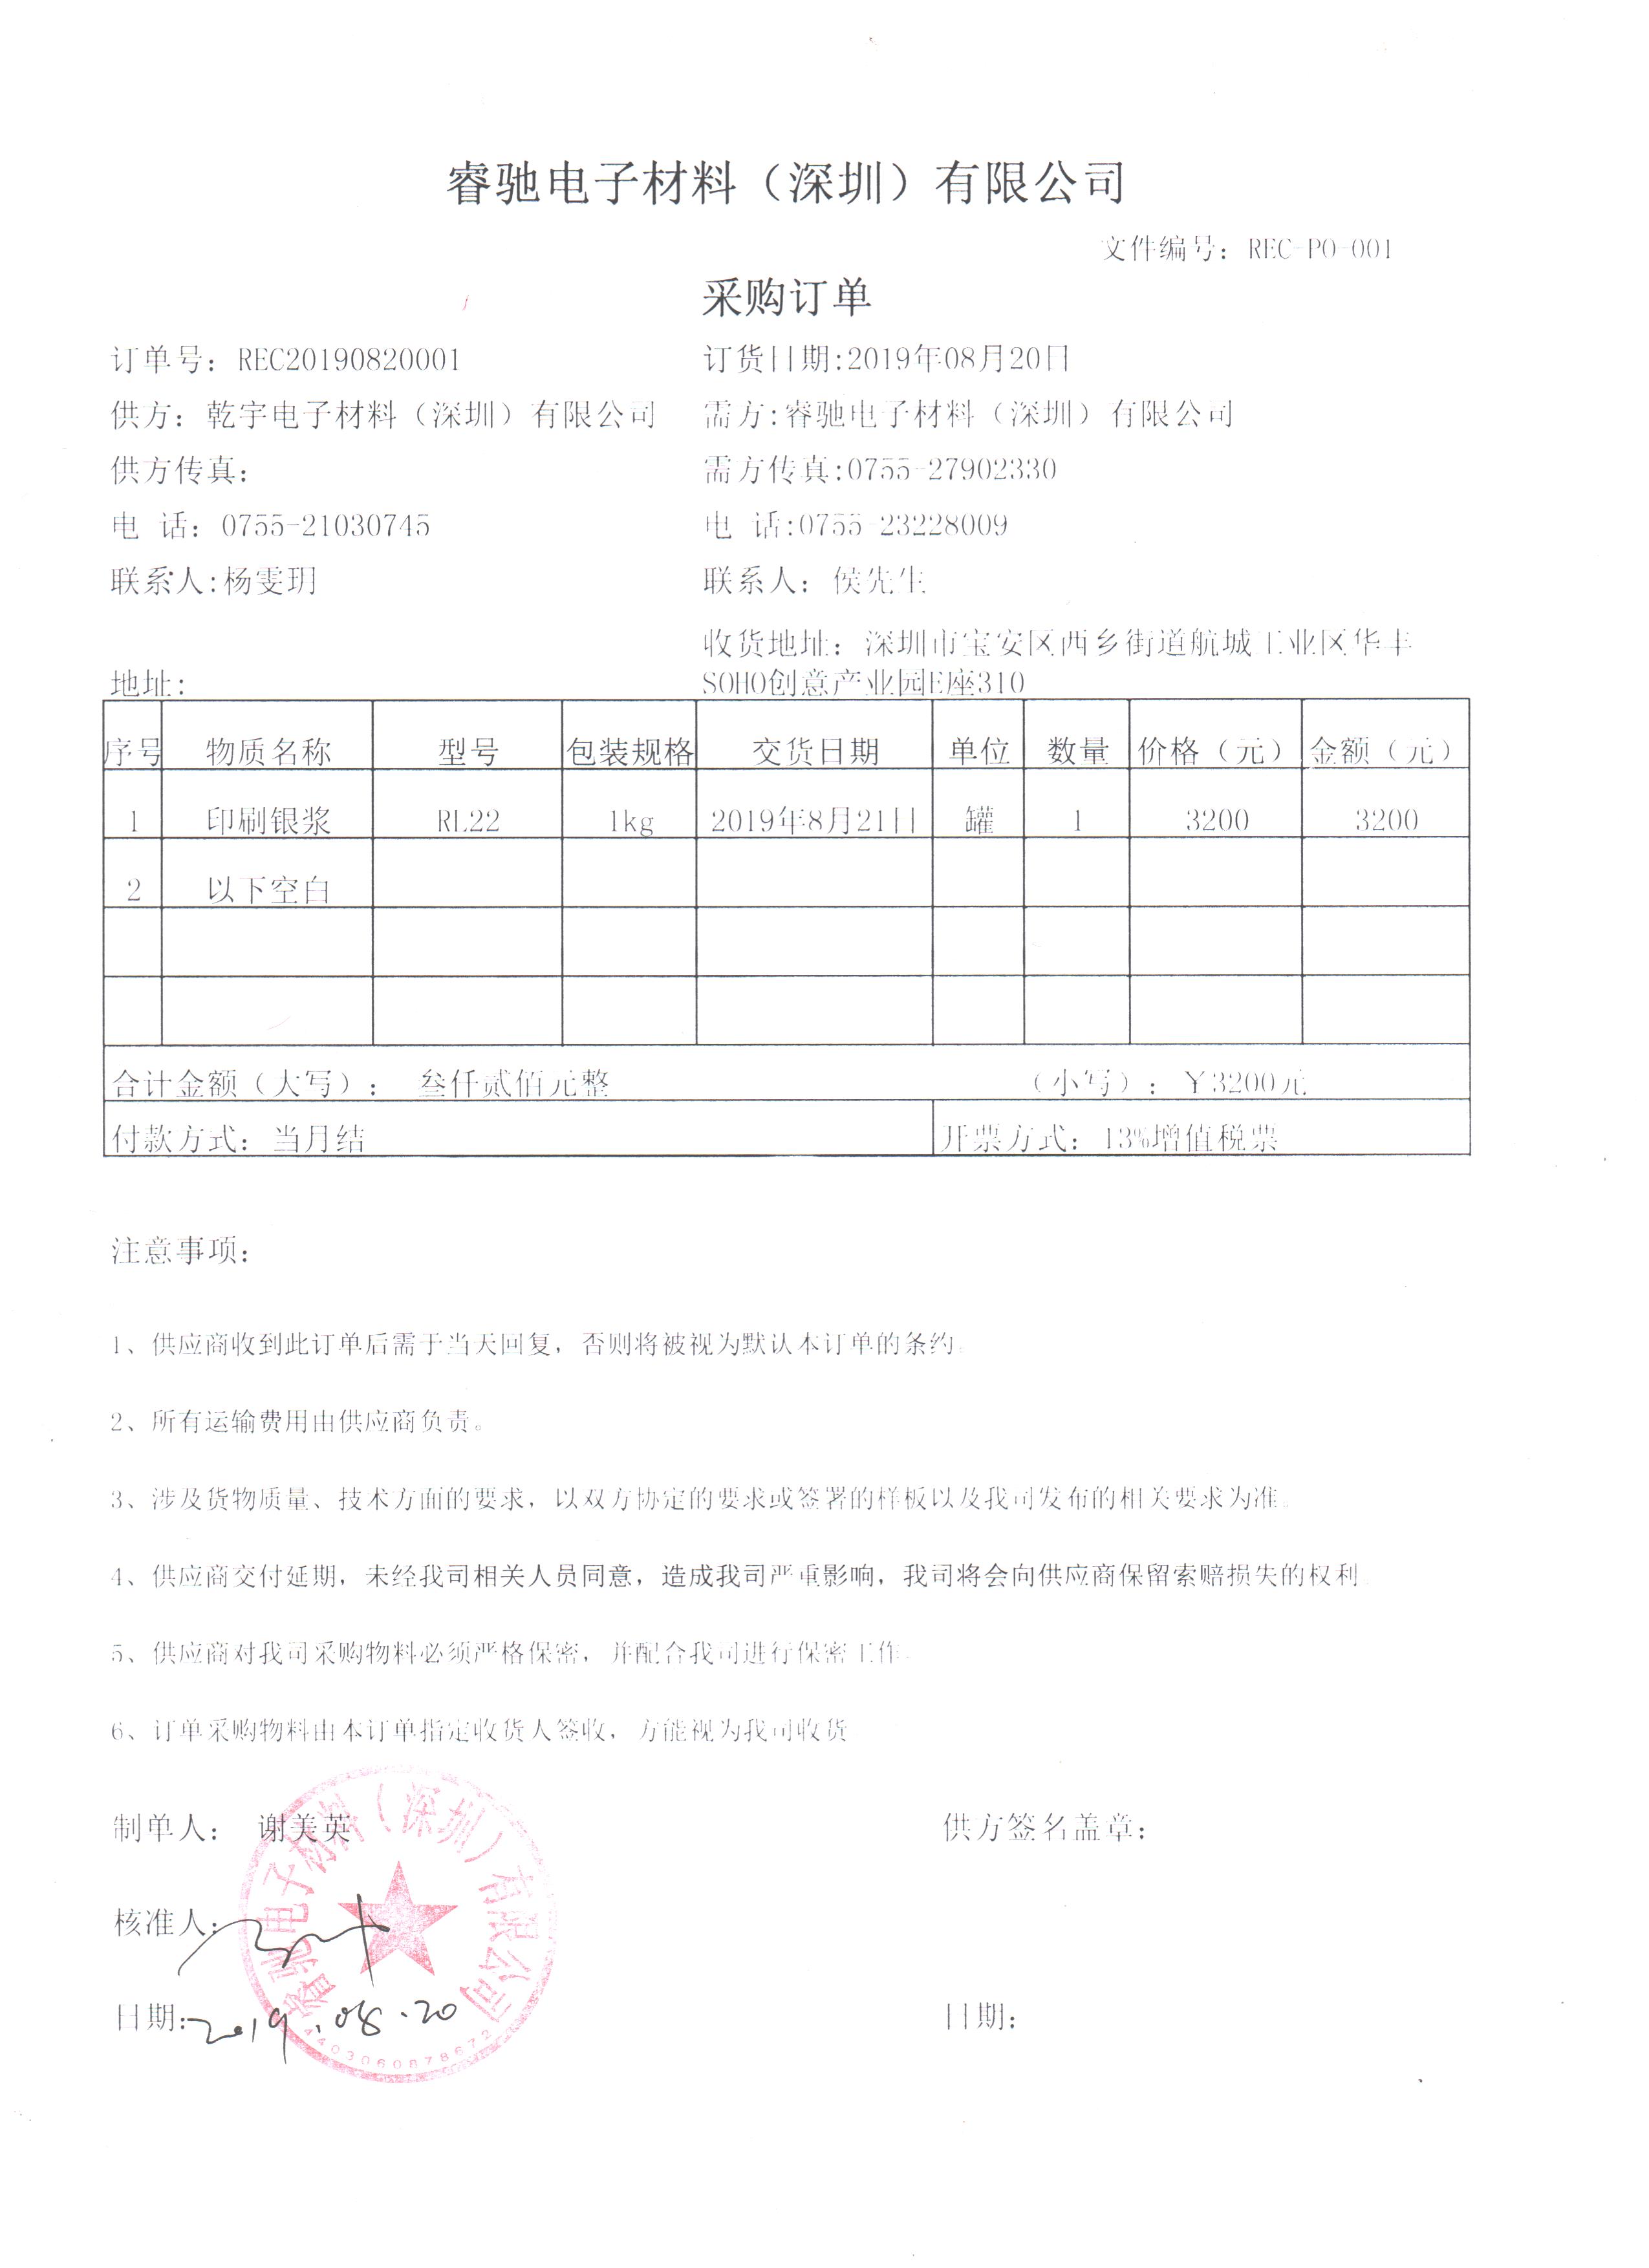 睿驰电子材料（深圳）有限公司
文件编号：REC-PO-001
采购订单
订单号：REC20190820001 订货日期:2019年08月20日
供方：乾宇电子材料（深圳）有限公司 需方:睿驰电子材料（深圳）有限公司
供方传真： 需方传真:0755-27902330
电 话：0755-21030745 电 话:0755-23228009
联系人:杨雯玥 联系人：侯先生
收货地址：深圳市宝安区西乡街道航城工业区华丰
地址： SOHO创意产业园E座310
序号 物质名称 型号 包装规格 交货日期 单位 数量 价格（元） 金额（元）
1 印刷银浆 RL22 1kg 2019年8月21日 罐 1 3200 3200
2 以下空白
合计金额（大写）： 叁仟贰佰元整 （小写）：￥3200元
付款方式：当月结 开票方式：13%增值税票
注意事项：
1、供应商收到此订单后需于当天回复，否则将被视为默认本订单的条约。
2、所有运输费用由供应商负责。
3、涉及货物质量、技术方面的要求，以双方协定的要求或签署的样板以及我司发布的相关要求为准。
4、供应商交付延期，未经我司相关人员同意，造成我司严重影响，我司将会向供应商保留索赔损失的权利
5、供应商对我司采购物料必须严格保密，并配合我司进行保密工作。
6、订单采购物料由本订单指定收货人签收，方能视为我司收货
制单人： 谢美英 供方签名盖章：
核准人：
日期:2019.08.20 日期：
睿驰电子材料（深圳）有限公司
4403060878672